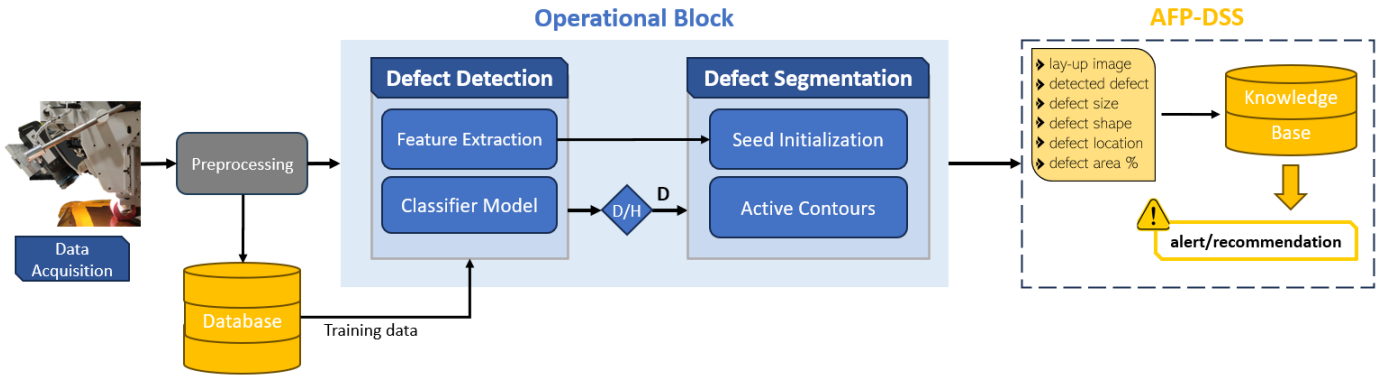 Operational Block
AFP-DSS
Defect Detection
Defect Segmentation
lay-up image
detected defect
defect size
defect shape
defect location
defect area %
Knowledge
Base
Feature Extraction
Seed Initialization
Preprocessing
Classifier Model
D/H
D
Active Contours
alert/recommendation
Data
Acquisition
Database
Training data